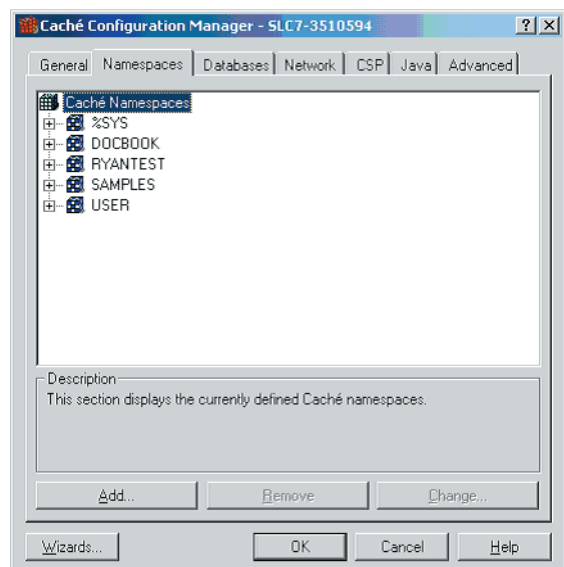 Caché Configuration Manager - SLC7-3510594
General Namespaces Databases Network CSP Java Advanced
Caché Namespaces
%SYS
DOCBOOK
RYANTEST
SAMPLES
USER
Description
This section displays the currently defined Caché namespaces.
Add... Remove Change...
Wizards... OK Cancel Help